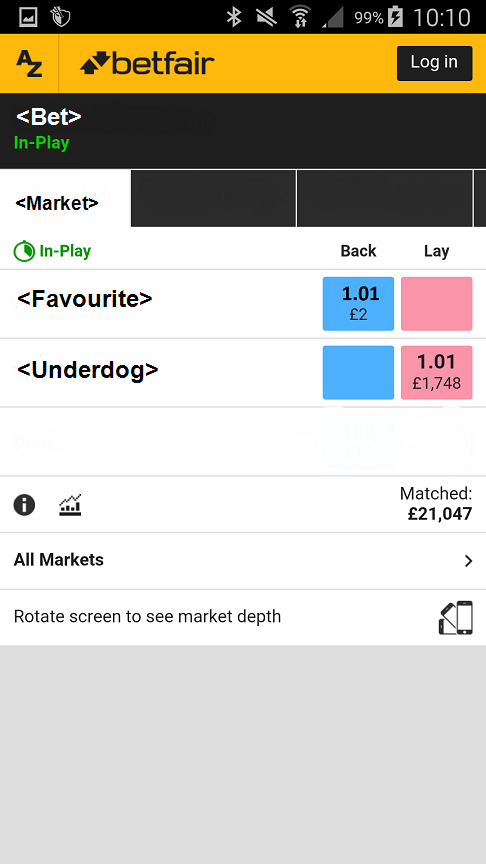 99% 10:10
AZ betfair Log in
<Bet>
In-Play
<Market>
In-Play Back Lay
<Favourite> 1.01
£2
<Underdog> 1.01
£1,748
Matched:
£21,047
All Markets
Rotate screen to see market depth